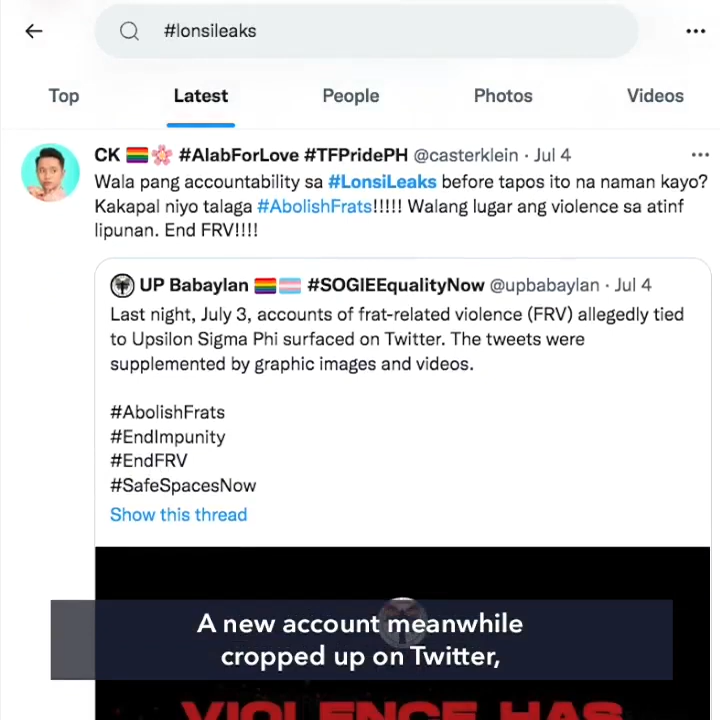 #lonsileaks
Top Latest People Photos Videos
CK 🏳️‍🌈🌸 #AlabForLove #TFPridePH @casterklein · Jul 4
Wala pang accountability sa #LonsiLeaks before tapos ito na naman kayo?
Kakapal niyo talaga #AbolishFrats!!!!! Walang lugar ang violence sa atinf
lipunan. End FRV!!!!
UP Babaylan 🏳️‍🌈🏳️‍⚧️ #SOGIEEqualityNow @upbabaylan · Jul 4
Last night, July 3, accounts of frat-related violence (FRV) allegedly tied
to Upsilon Sigma Phi surfaced on Twitter. The tweets were
supplemented by graphic images and videos.
#AbolishFrats
#EndImpunity
#EndFRV
#SafeSpacesNow
Show this thread
A new account meanwhile
cropped up on Twitter,
VIOLENCE HAS